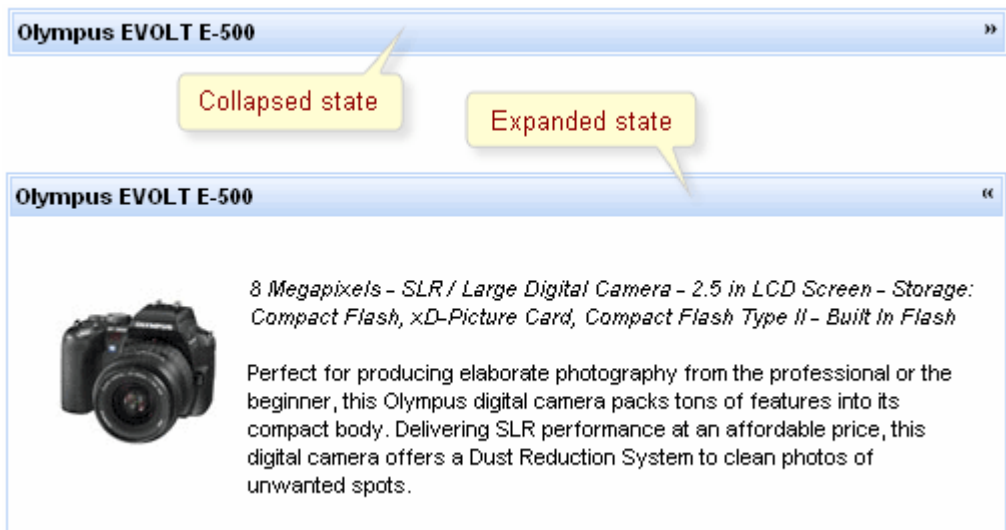 Olympus EVOLT E-500 »
Collapsed state
Expanded state
Olympus EVOLT E-500 «
8 Megapixels - SLR / Large Digital Camera - 2.5 in LCD Screen - Storage:
Compact Flash, xD-Picture Card, Compact Flash Type II - Built In Flash
OLYMPUS
Perfect for producing elaborate photography from the professional or the
beginner, this Olympus digital camera packs tons of features into its
compact body. Delivering SLR performance at an affordable price, this
digital camera offers a Dust Reduction System to clean photos of
unwanted spots.